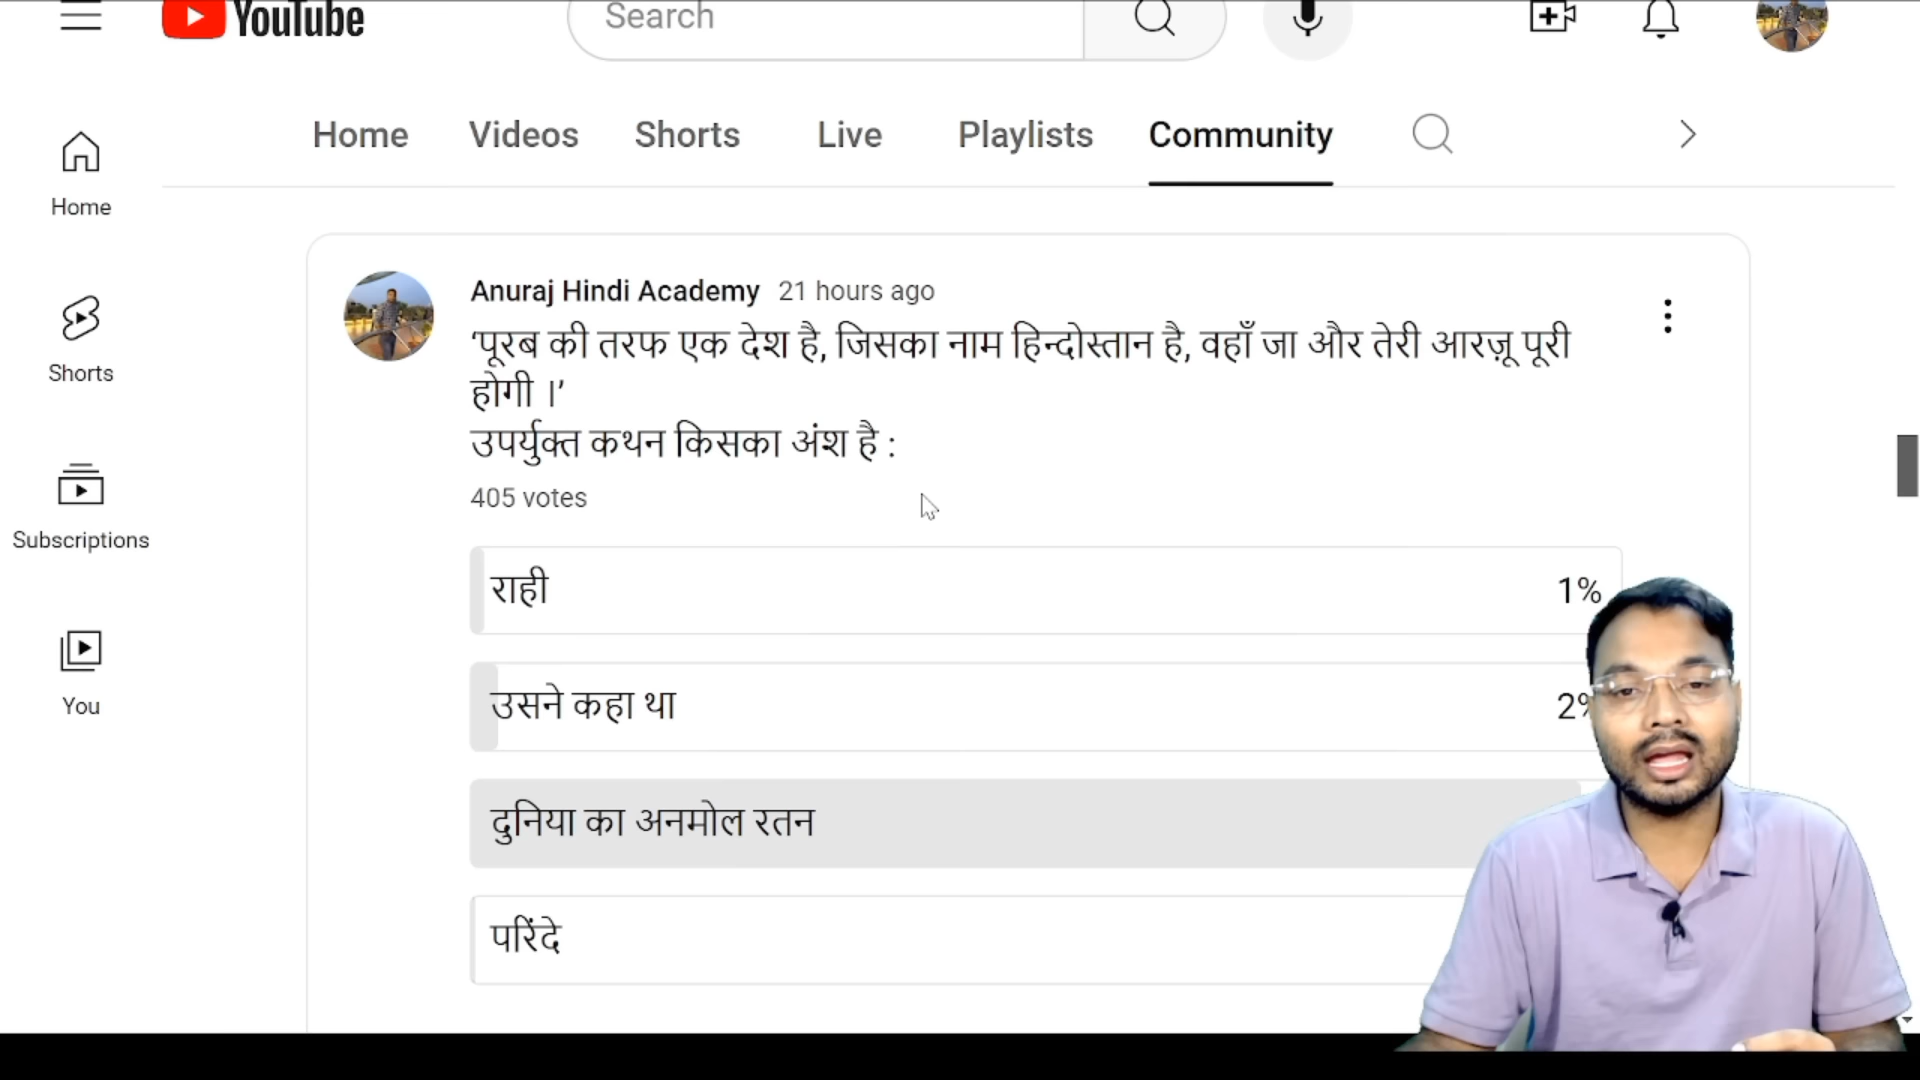 YouTube
Search
Home Videos Shorts Live Playlists Community
Home
Shorts
Subscriptions
You
Anuraj Hindi Academy 21 hours ago
‘पूरब की तरफ एक देश है, जिसका नाम हिन्दोस्तान है, वहाँ जा और तेरी आरज़ू पूरी
होगी ।’
उपर्युक्त कथन किसका अंश है :
405 votes
राही 1%
उसने कहा था 2%
दुनिया का अनमोल रतन
परिंदे